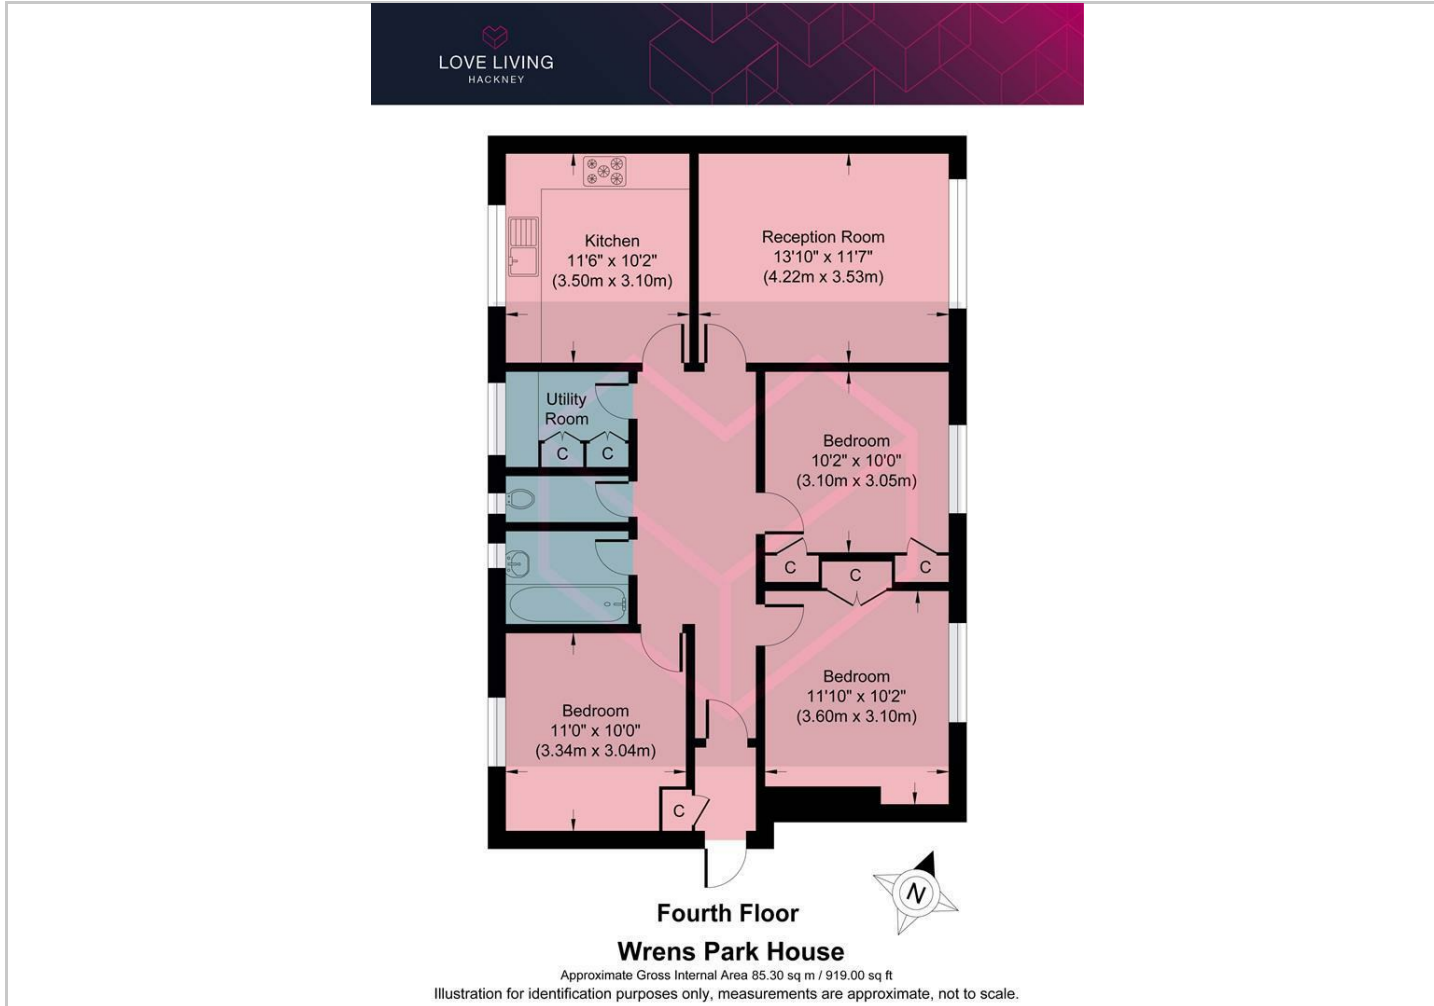 LOVE LIVING
HACKNEY
Kitchen
11'6" x 10'2"
(3.50m x 3.10m)
Reception Room
13'10" x 11'7"
(4.22m x 3.53m)
Utility
Room
C
C
Bedroom
10'2" x 10'0"
(3.10m x 3.05m)
C
C
C
Bedroom
11'10" x 10'2"
(3.60m x 3.10m)
Bedroom
11'0" x 10'0"
(3.34m x 3.04m)
C
N
Fourth Floor
Wrens Park House
Approximate Gross Internal Area 85.30 sq m / 919.00 sq ft
Illustration for identification purposes only, measurements are approximate, not to scale.